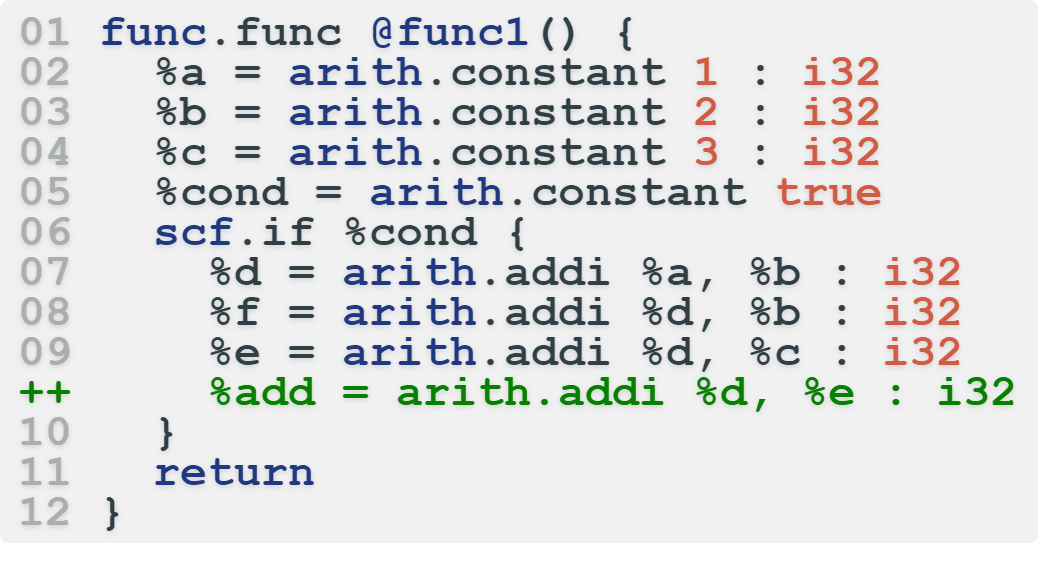 01 func.func @func1() {
02   %a = arith.constant 1 : i32
03   %b = arith.constant 2 : i32
04   %c = arith.constant 3 : i32
05   %cond = arith.constant true
06   scf.if %cond {
07     %d = arith.addi %a, %b : i32
08     %f = arith.addi %d, %b : i32
09     %e = arith.addi %d, %c : i32
++     %add = arith.addi %d, %e : i32
10   }
11   return
12 }